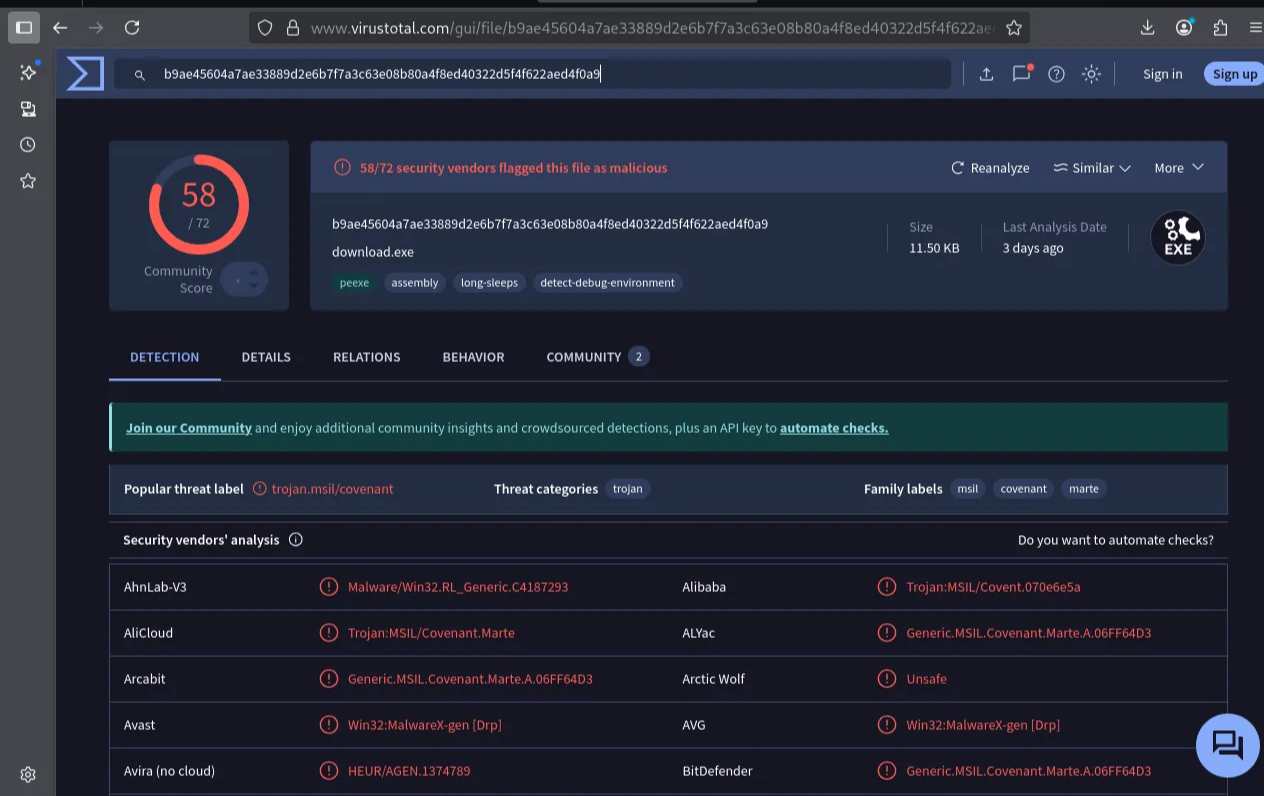 www.virustotal.com/gui/file/b9ae45604a7ae33889d2e6b7f7a3c63e08b80a4f8ed40322d5f4f622ae
b9ae45604a7ae33889d2e6b7f7a3c63e08b80a4f8ed40322d5f4f622aed4f0a9
Sign in
Sign up
58
/ 72
Community
Score
58/72 security vendors flagged this file as malicious
Reanalyze
Similar
More
b9ae45604a7ae33889d2e6b7f7a3c63e08b80a4f8ed40322d5f4f622aed4f0a9
download.exe
peexe
assembly
long-sleeps
detect-debug-environment
Size
11.50 KB
Last Analysis Date
3 days ago
EXE
DETECTION
DETAILS
RELATIONS
BEHAVIOR
COMMUNITY 2
Join our Community and enjoy additional community insights and crowdsourced detections, plus an API key to automate checks.
Popular threat label trojan.msil/covenant
Threat categories trojan
Family labels msil covenant marte
Security vendors' analysis
Do you want to automate checks?
AhnLab-V3 Malware/Win32.RL_Generic.C4187293
Alibaba Trojan:MSIL/Covent.070e6e5a
AliCloud Trojan:MSIL/Covenant.Marte
ALYac Generic.MSIL.Covenant.Marte.A.06FF64D3
Arcabit Generic.MSIL.Covenant.Marte.A.06FF64D3
Arctic Wolf Unsafe
Avast Win32:MalwareX-gen [Drp]
AVG Win32:MalwareX-gen [Drp]
Avira (no cloud) HEUR/AGEN.1374789
BitDefender Generic.MSIL.Covenant.Marte.A.06FF64D3